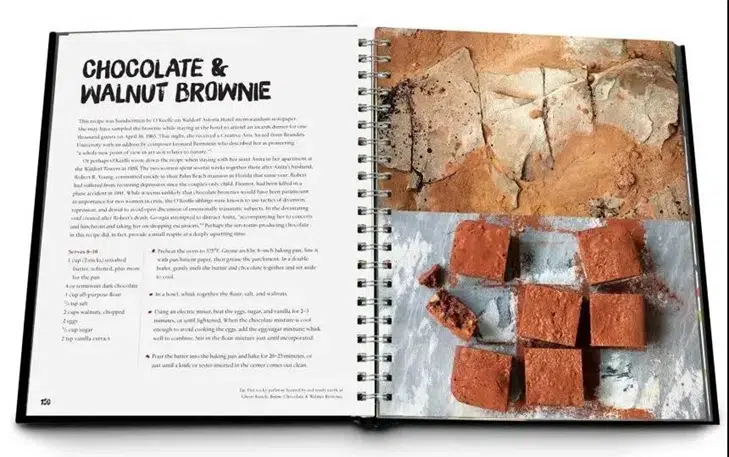 CHOCOLATE &
WALNUT BROWNIE
This recipe was handwritten by O'Keeffe on Waldorf Astoria Hotel memorandum notepaper.
She may have sampled the brownie while staying at the hotel to attend an awards dinner for one
thousand guests on April 16, 1963. That night, she received a Creative Arts Award from Brandeis
University with an address by composer Leonard Bernstein who described her as pioneering
"a whole new point of view in art as it relates to nature."
Or perhaps O'Keeffe wrote down the recipe when staying with her sister Anita in her apartment at
the Waldorf Towers in 1958. The two women spent several weeks together there after Anita's husband,
Robert R. Young, committed suicide in their Palm Beach mansion in Florida that same year. Robert
had suffered from recurring depression since the couple's only child, Eleanor, had been killed in a
plane accident in 1941. While it seems unlikely that chocolate brownies would have been paramount
in importance for two women in crisis, the O'Keeffe siblings were known to use tactics of diversion,
repression, and denial to avoid open discussion of emotionally traumatic subjects. In the devastating
void created after Robert's death, Georgia attempted to distract Anita, "accompanying her to concerts
and luncheons and taking her on shopping excursions." Perhaps the serotonin-producing chocolate
in this recipe did, in fact, provide a small respite at a deeply upsetting time.
Serves 8–10
1 cup (2 sticks) unsalted
butter, softened, plus more
for the pan
4 oz semisweet dark chocolate
1 cup all-purpose flour
tsp salt
2 cups walnuts, chopped
2 eggs
cup sugar
2 tsp vanilla extract
Preheat the oven to 375°F. Grease an 8-inch baking pan, line it
with parchment paper, then grease the parchment. In a double
boiler, gently melt the butter and chocolate together and set aside
to cool.
In a bowl, whisk together the flour, salt, and walnuts.
Using an electric mixer, beat the eggs, sugar, and vanilla for 2–3
minutes, or until lightened. When the chocolate mixture is cool
enough to avoid cooking the eggs, add the egg/sugar mixture; whisk
well to combine. Stir in the flour mixture just until incorporated.
Pour the batter into the baking pan and bake for 20–25 minutes, or
just until a knife or tester inserted in the center comes out clean.
Ghost Ranch. Below: Chocolate & Walnut Brownie.
150